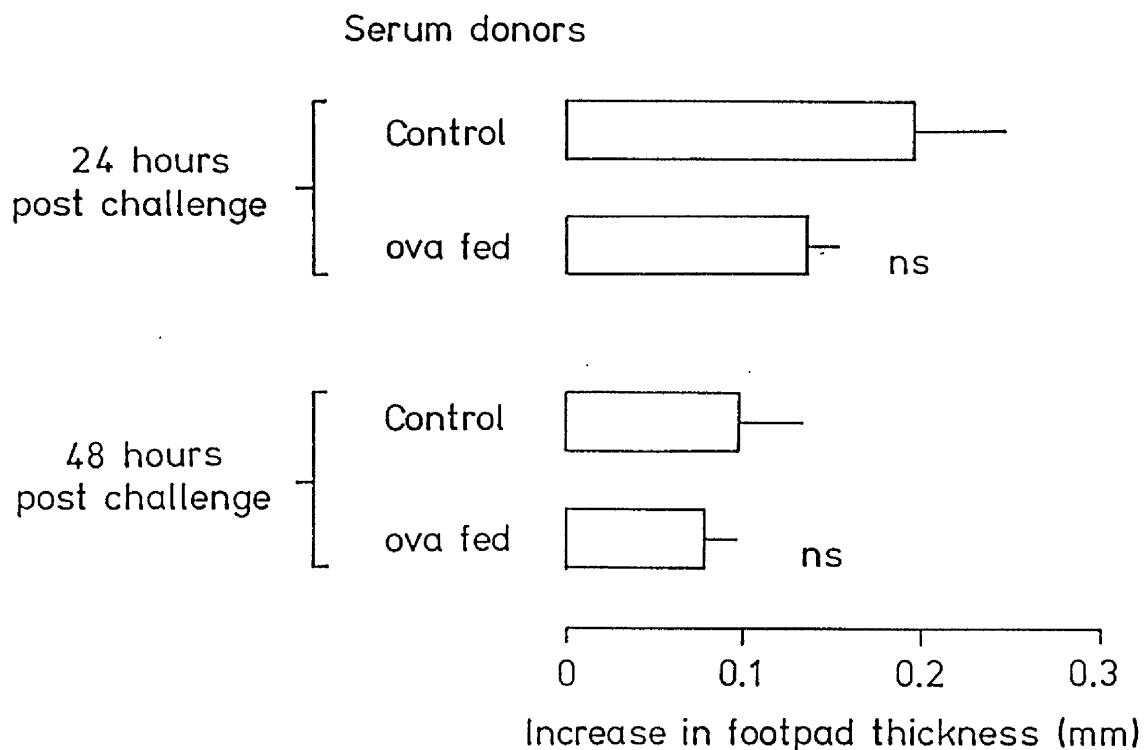 Serum donors
24 hours
post challenge
Control
ova fed
ns
48 hours
post challenge
Control
ova fed
ns
0 0.1 0.2 0.3
Increase in footpad thickness (mm)